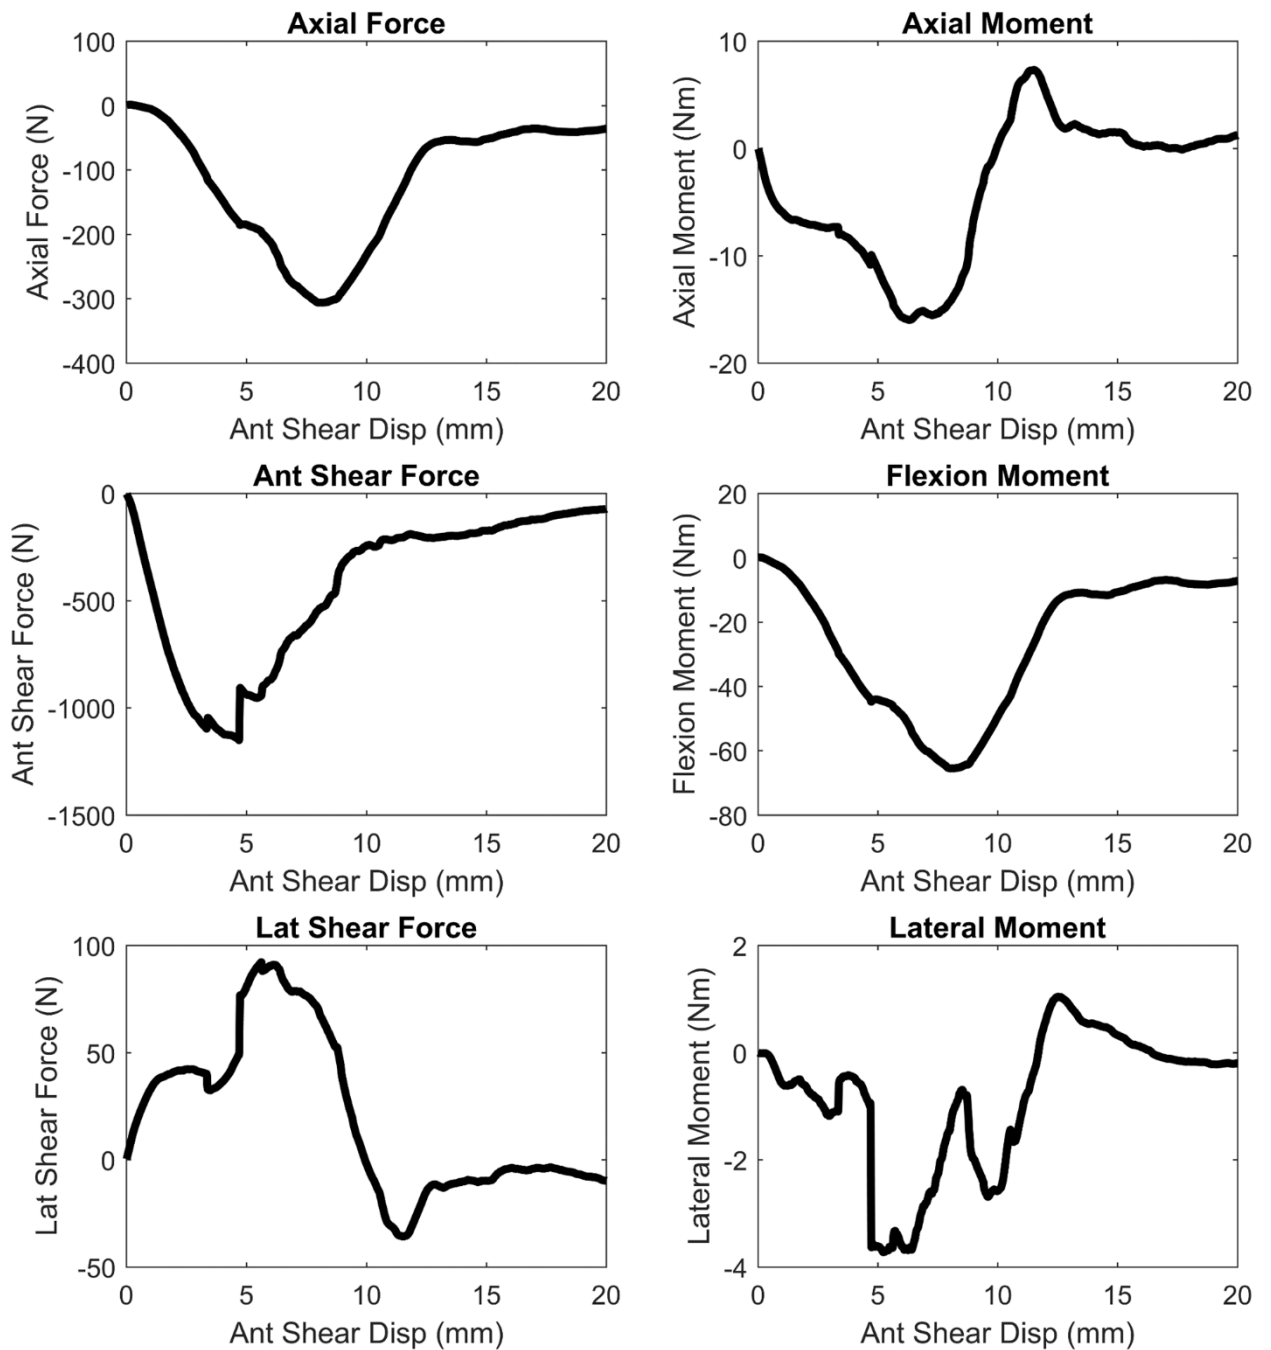 Axial Force
Axial Force (N)
100
0
-100
-200
-300
-400
0 5 10 15 20
Ant Shear Disp (mm)
Axial Moment
Axial Moment (Nm)
10
0
-10
-20
0 5 10 15 20
Ant Shear Disp (mm)
Ant Shear Force
Ant Shear Force (N)
0
-500
-1000
-1500
0 5 10 15 20
Ant Shear Disp (mm)
Flexion Moment
Flexion Moment (Nm)
20
0
-20
-40
-60
-80
0 5 10 15 20
Ant Shear Disp (mm)
Lat Shear Force
Lat Shear Force (N)
100
50
0
-50
0 5 10 15 20
Ant Shear Disp (mm)
Lateral Moment
Lateral Moment (Nm)
2
0
-2
-4
0 5 10 15 20
Ant Shear Disp (mm)